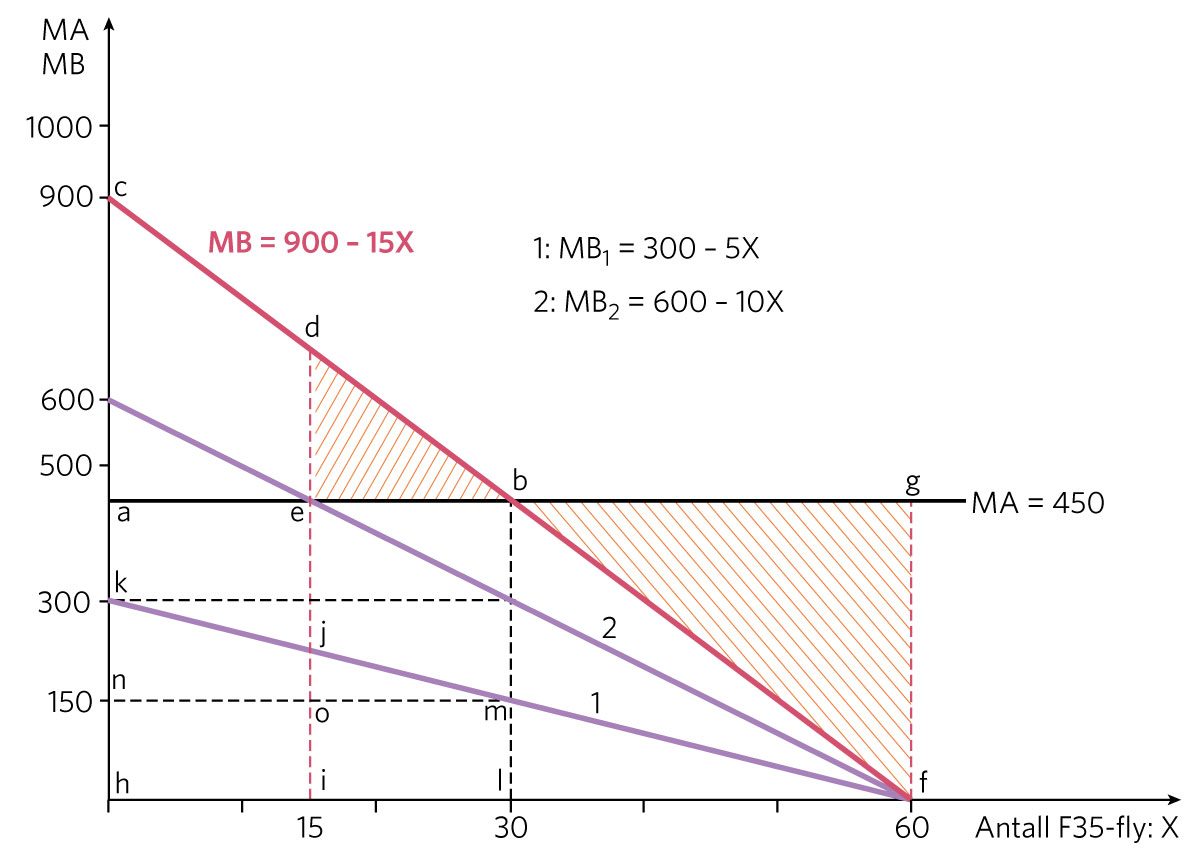 MA
MB
1000
900
c
MB = 900 – 15X
1: MB₁ = 300 – 5X
2: MB₂ = 600 – 10X
d
600
500
b
g
a
e
MA = 450
k
300
j
2
n
150
o
m
1
h
i
l
f
15
30
60
Antall F35-fly: X